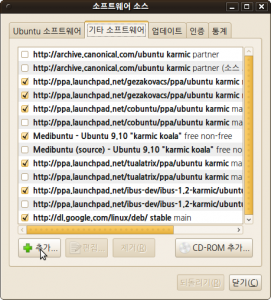 소프트웨어 소스
Ubuntu 소프트웨어 기타 소프트웨어 업데이트 인증 통계
http://archive.canonical.com/ubuntu karmic partner
http://archive.canonical.com/ubuntu karmic partner (소스
http://ppa.launchpad.net/gezakovacs/ppa/ubuntu karmic
http://ppa.launchpad.net/gezakovacs/ppa/ubuntu karmic
http://ppa.launchpad.net/cobuntu/ppa/ubuntu karmic mai
http://ppa.launchpad.net/cobuntu/ppa/ubuntu karmic mai
Medibuntu - Ubuntu 9.10 "karmic koala" free non-free
Medibuntu (source) - Ubuntu 9.10 "karmic koala" free no
http://ppa.launchpad.net/tualatrix/ppa/ubuntu karmic ma
http://ppa.launchpad.net/tualatrix/ppa/ubuntu karmic ma
http://ppa.launchpad.net/ibus-dev/ibus-1.2-karmic/ubuntu
http://ppa.launchpad.net/ibus-dev/ibus-1.2-karmic/ubuntu
http://dl.google.com/linux/deb/ stable main
추가... 편집... 제거(R) CD-ROM 추가...
되돌리기(R) 닫기(C)